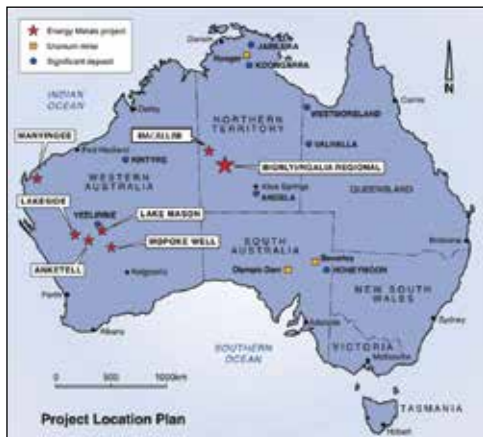 Energy Metals project
Uranium mine
Significant deposit
Darwin
JABILUKA
Ranger
KOONGARRA
N
INDIAN
OCEAN
Derby
NORTHERN
TERRITORY
WESTMORELAND
Cairns
MANYINGEE
Port Hedland
KINTYRE
MACALLAN
VALHALLA
BIGRLYI/NGALIA REGIONAL
WESTERN
AUSTRALIA
Alice Springs
ANGELA
QUEENSLAND
LAKESIDE
YEELIRRIE
LAKE MASON
MOPOKE WELL
ANKETELL
SOUTH
AUSTRALIA
Beverley
Olympic Dam
HONEYMOON
Brisbane
Kalgoorlie
NEW SOUTH
WALES
Perth
Albany
Adelaide
Sydney
SOUTHERN
OCEAN
VICTORIA
Melbourne
0 500 1000km
TASMANIA
Hobart
Project Location Plan